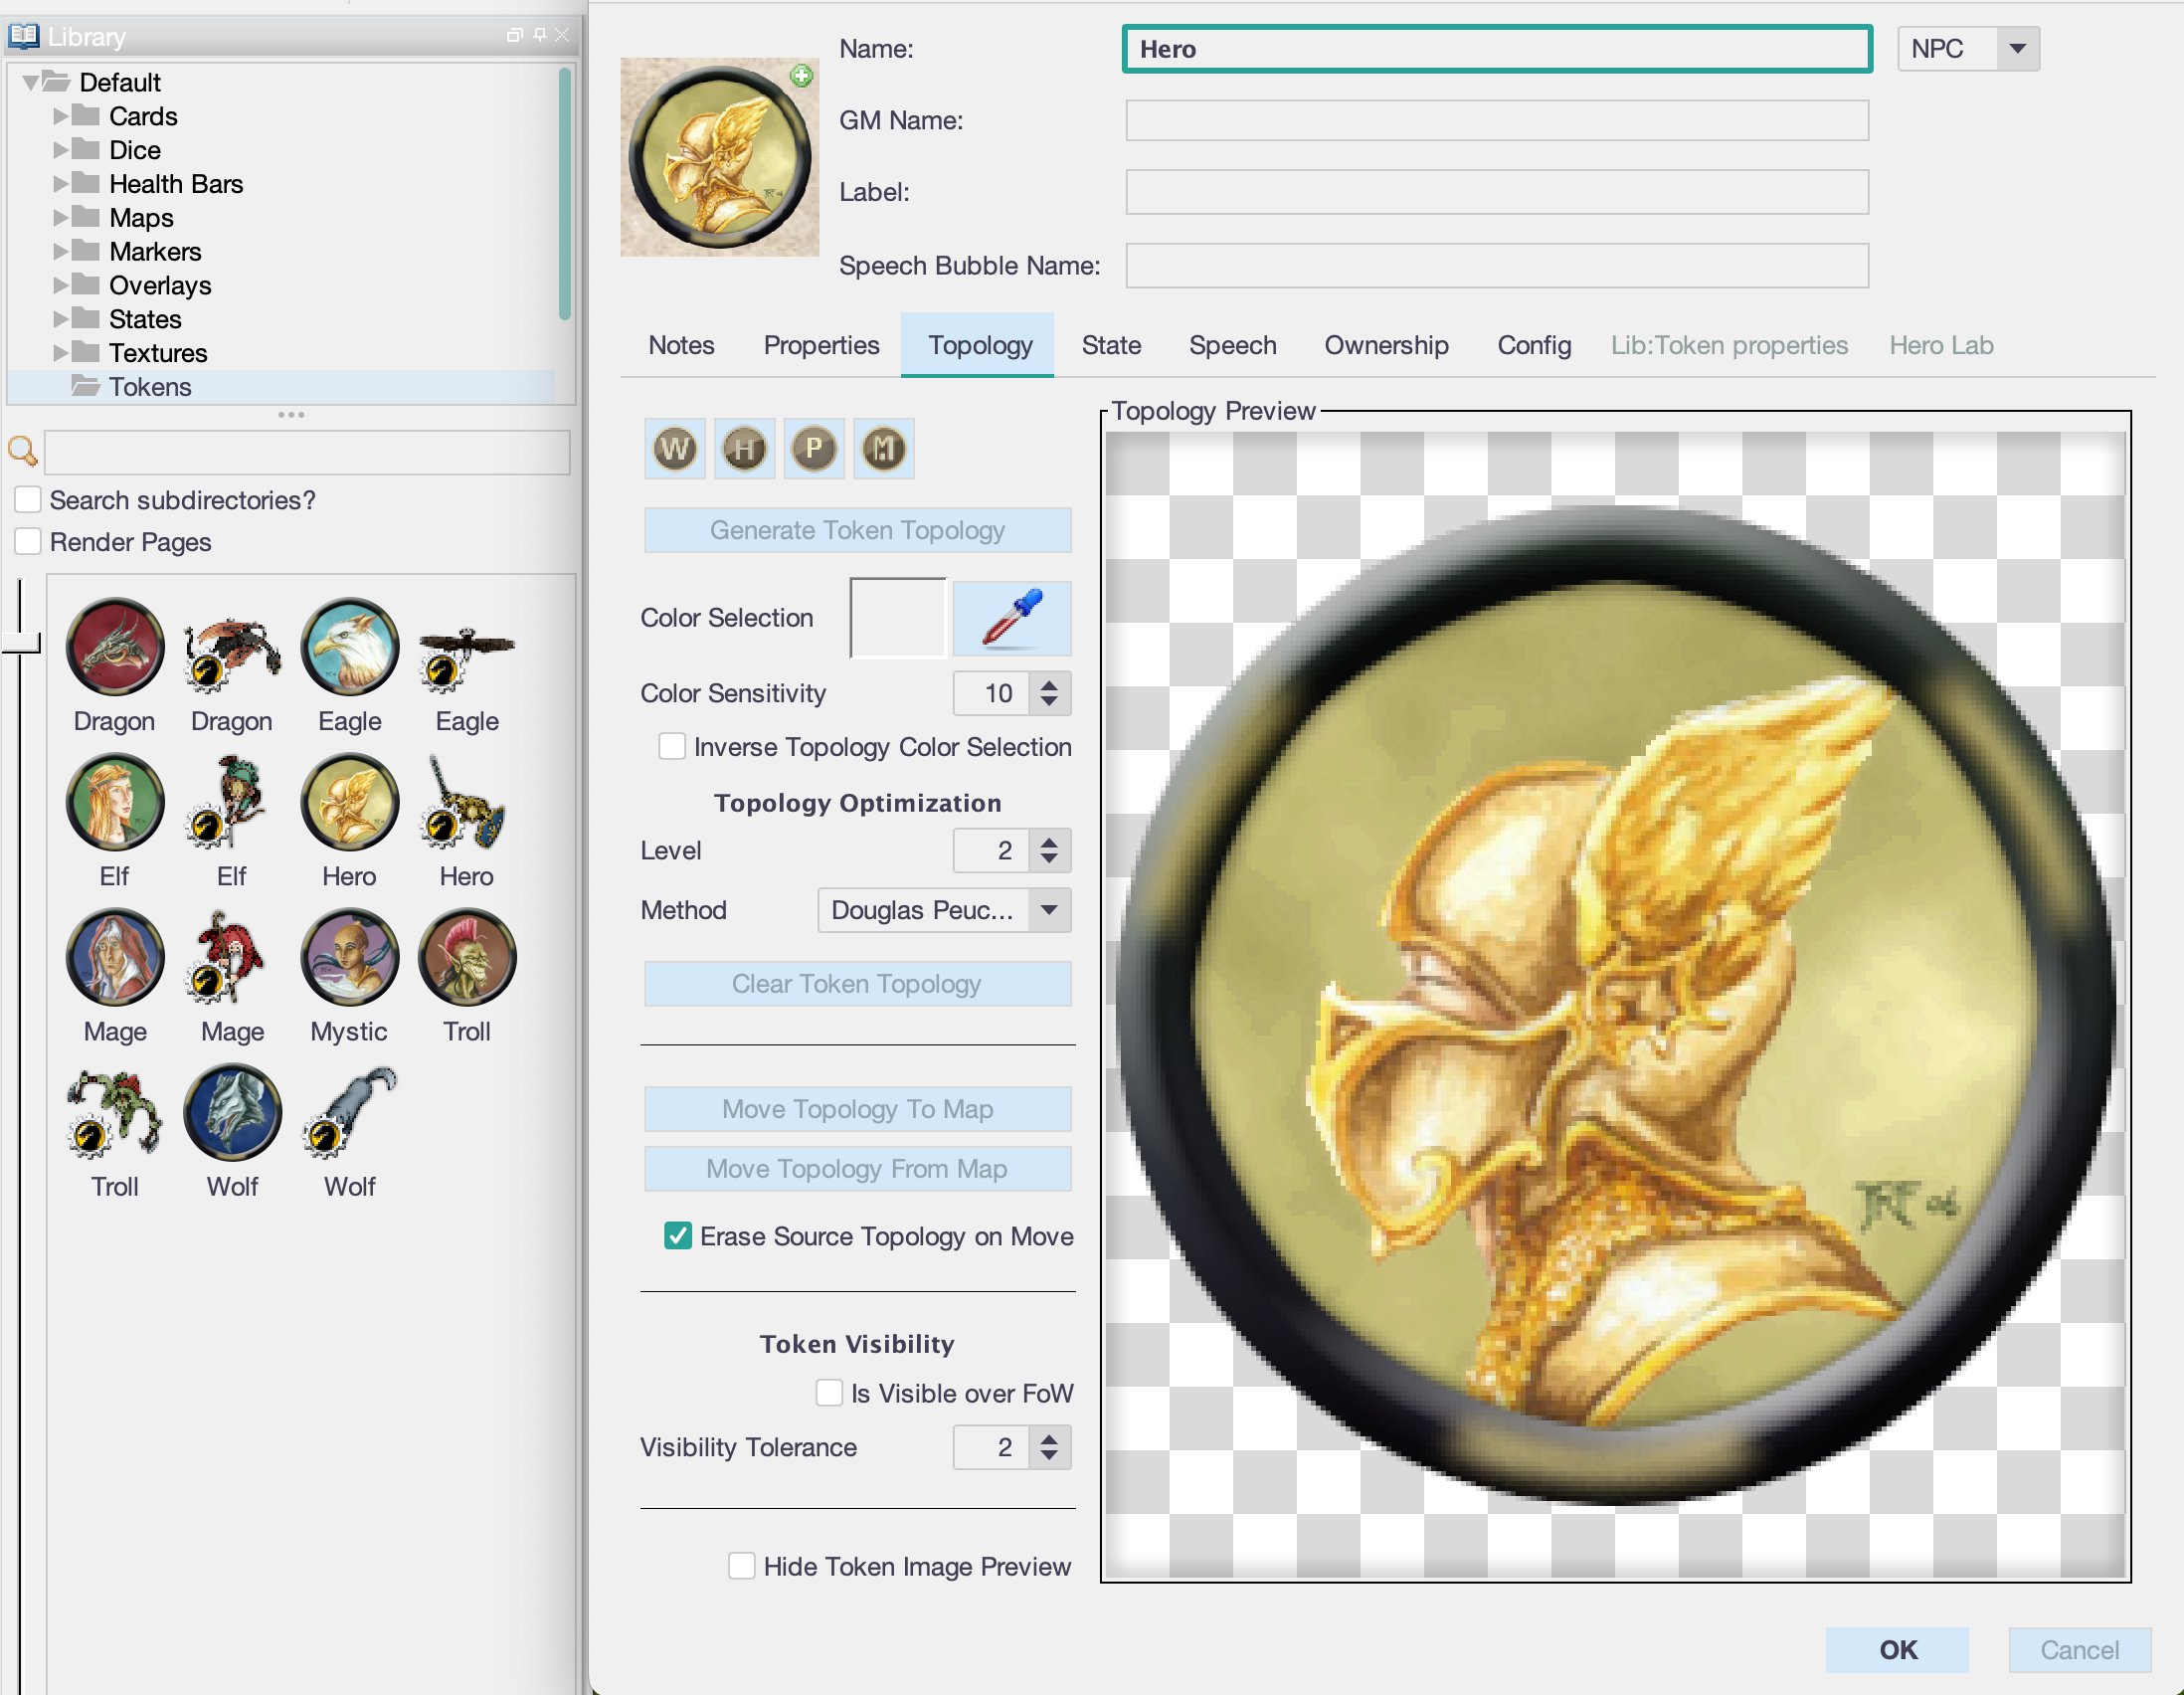 Library
Default
Cards
Dice
Health Bars
Maps
Markers
Overlays
States
Textures
Tokens
Search subdirectories?
Render Pages
Dragon Dragon Eagle Eagle
Elf Elf Hero Hero
Mage Mage Mystic Troll
Troll Wolf Wolf
Name: Hero NPC
GM Name:
Label:
Speech Bubble Name:
Notes Properties Topology State Speech Ownership Config Lib:Token properties Hero Lab
W H P M
Generate Token Topology
Color Selection
Color Sensitivity 10
Inverse Topology Color Selection
Topology Optimization
Level 2
Method Douglas Peuc...
Clear Token Topology
Move Topology To Map
Move Topology From Map
Erase Source Topology on Move
Token Visibility
Is Visible over FoW
Visibility Tolerance 2
Hide Token Image Preview
Topology Preview
OK Cancel